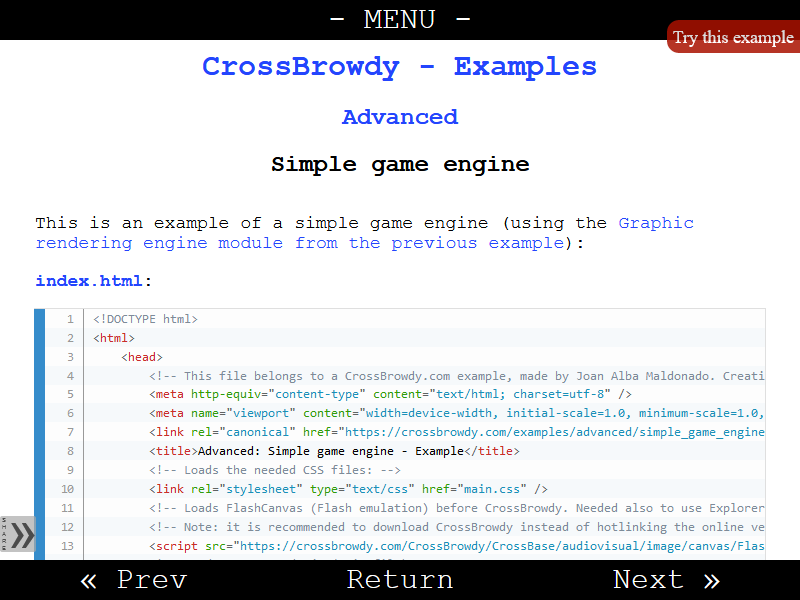 - MENU -
Try this example
CrossBrowdy - Examples
Advanced
Simple game engine
This is an example of a simple game engine (using the Graphic
rendering engine module from the previous example):
index.html:
1 <!DOCTYPE html>
2 <html>
3 <head>
4 <!-- This file belongs to a CrossBrowdy.com example, made by Joan Alba Maldonado. Creati
5 <meta http-equiv="content-type" content="text/html; charset=utf-8" />
6 <meta name="viewport" content="width=device-width, initial-scale=1.0, minimum-scale=1.0,
7 <link rel="canonical" href="https://crossbrowdy.com/examples/advanced/simple_game_engine
8 <title>Advanced: Simple game engine - Example</title>
9 <!-- Loads the needed CSS files: -->
10 <link rel="stylesheet" type="text/css" href="main.css" />
11 <!-- Loads FlashCanvas (Flash emulation) before CrossBrowdy. Needed also to use Explorer
12 <!-- Note: it is recommended to download CrossBrowdy instead of hotlinking the online ve
13 <script src="https://crossbrowdy.com/CrossBrowdy/CrossBase/audiovisual/image/canvas/Flas
SHARE »
« Prev Return Next »